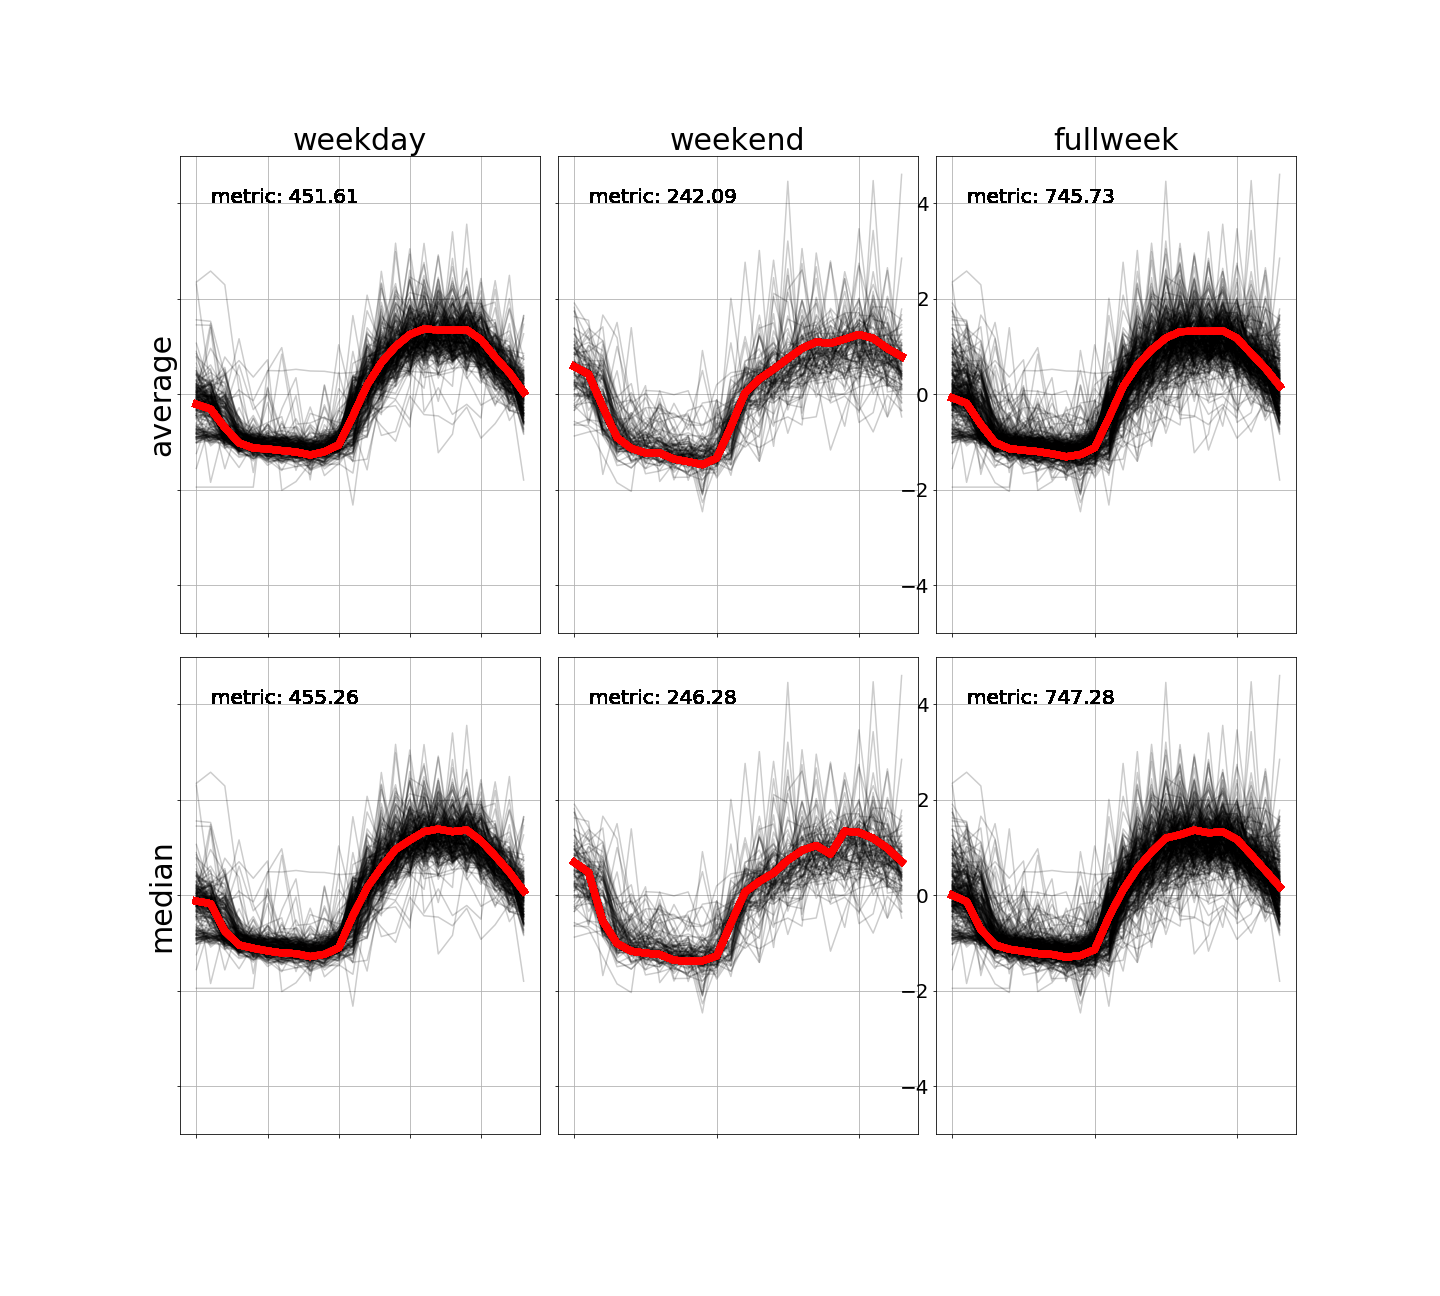 weekday weekend fullweek
metric: 451.61 metric: 242.09 metric: 745.73
4
2
average
0
−2
−4
metric: 455.26 metric: 246.28 metric: 747.28
4
2
median
0
−2
−4